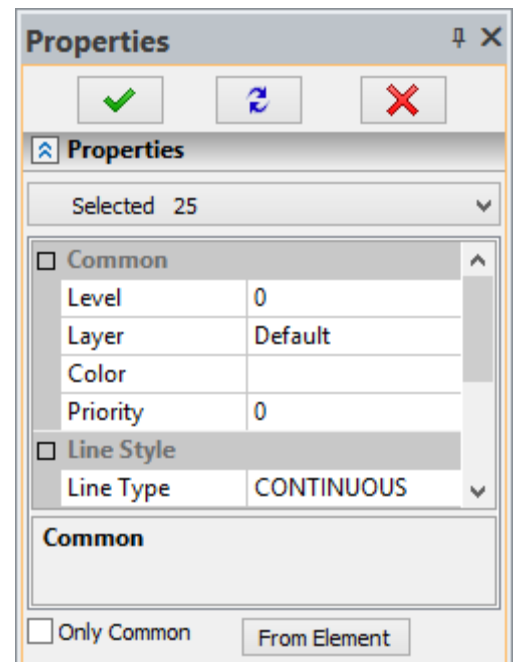 Properties
Properties
Selected 25
Common
Level 0
Layer Default
Color
Priority 0
Line Style
Line Type CONTINUOUS
Common
Only Common From Element